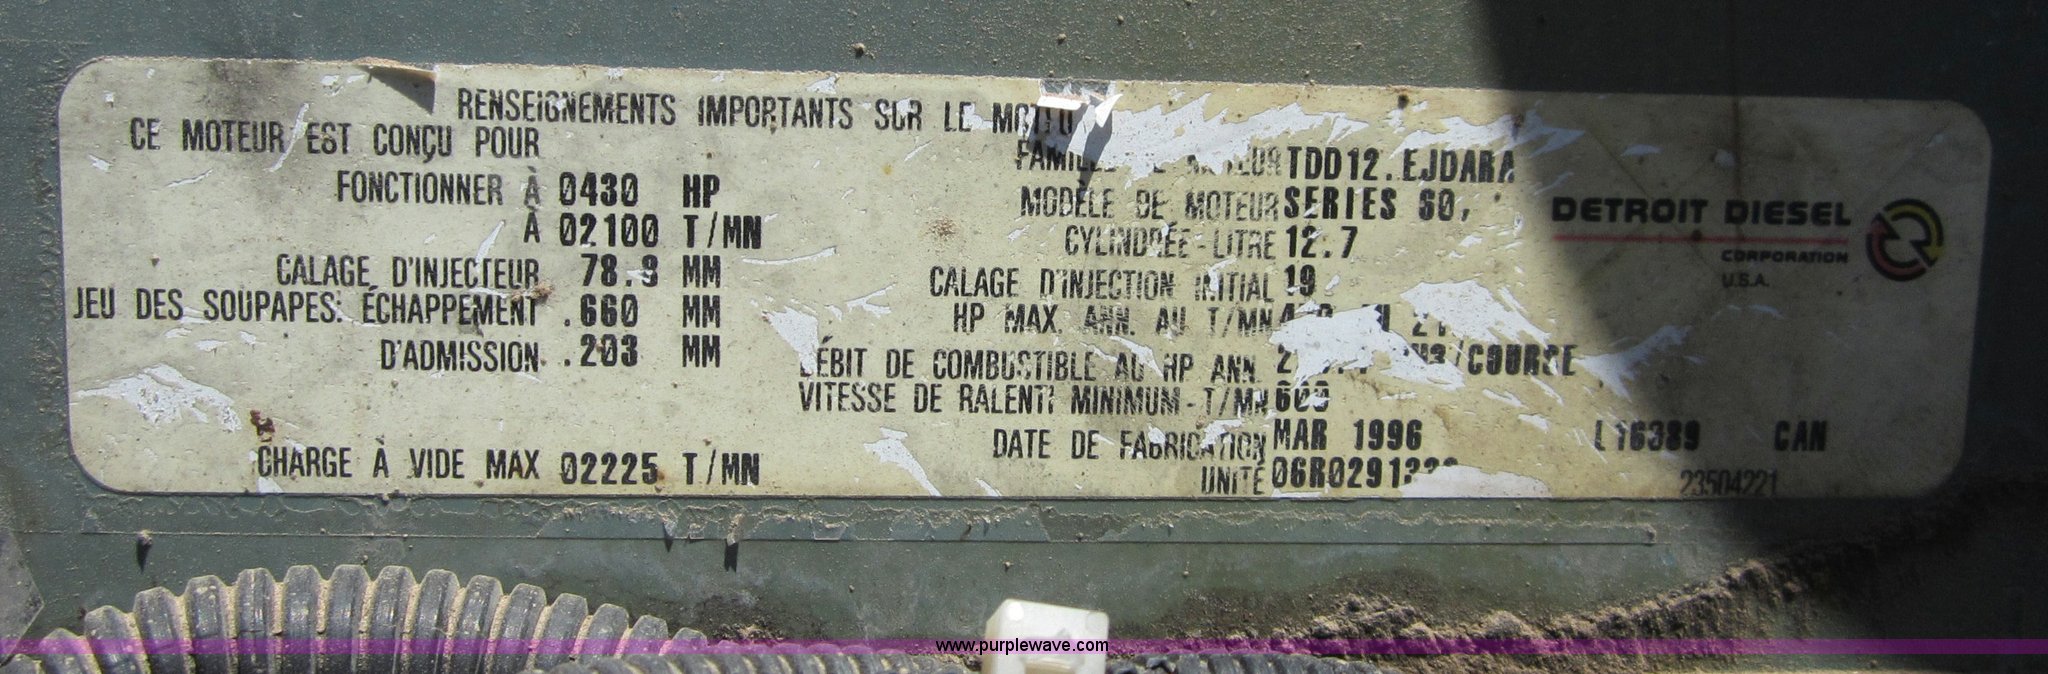 RENSEIGNEMENTS IMPORTANTS SUR LE
CE MOTEUR EST CONÇU POUR
FONCTIONNER À 0430 HP
À 02100 T/MN
CALAGE D'INJECTEUR 78.9 MM
JEU DES SOUPAPES: ÉCHAPPEMENT .660 MM
D'ADMISSION .203 MM
CHARGE À VIDE MAX 02225 T/MN
FAMILLE TDD12.EJDARA
MODÈLE DE MOTEUR SERIES 60,
CYLINDRÉE-LITRE 12.7
CALAGE D'INJECTION INITIAL 19
HP MAX. ANN. AU T/MN
DÉBIT DE COMBUSTIBLE AU HP ANN. /COURSE
VITESSE DE RALENTI MINIMUM-T/MN 600
DATE DE FABRICATION MAR 1996
UNITÉ
DETROIT DIESEL
CORPORATION
U.S.A.
L16389 CAN
23504221
www.purplewave.com